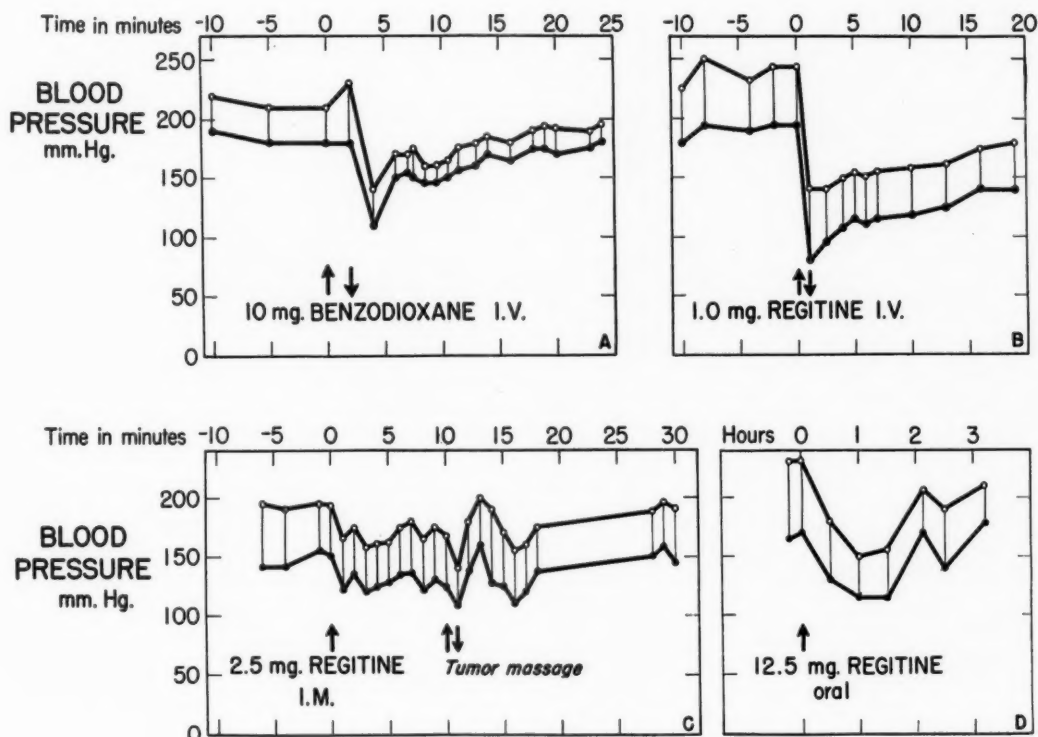 Time in minutes -10 -5 0 5 10 15 20 24
BLOOD
PRESSURE
mm.Hg.
250
200
150
100
50
0
10 mg. BENZODIOXANE I.V.
A
-10 -5 0 5 10 15 20
1.0 mg. REGITINE I.V.
B
Time in minutes -10 -5 0 5 10 15 20 25 30
BLOOD
PRESSURE
mm. Hg.
200
150
100
50
0
2.5 mg. REGITINE
I.M.
Tumor massage
C
Hours 0 1 2 3
12.5 mg. REGITINE
oral
D